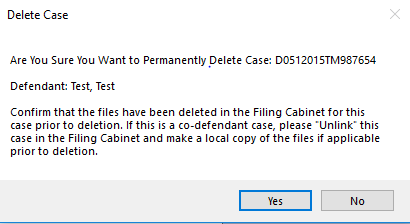 Delete Case
Are You Sure You Want to Permanently Delete Case: D0512015TM987654
Defendant: Test, Test
Confirm that the files have been deleted in the Filing Cabinet for this
case prior to deletion. If this is a co-defendant case, please "Unlink" this
case in the Filing Cabinet and make a local copy of the files if applicable
prior to deletion.
Yes
No